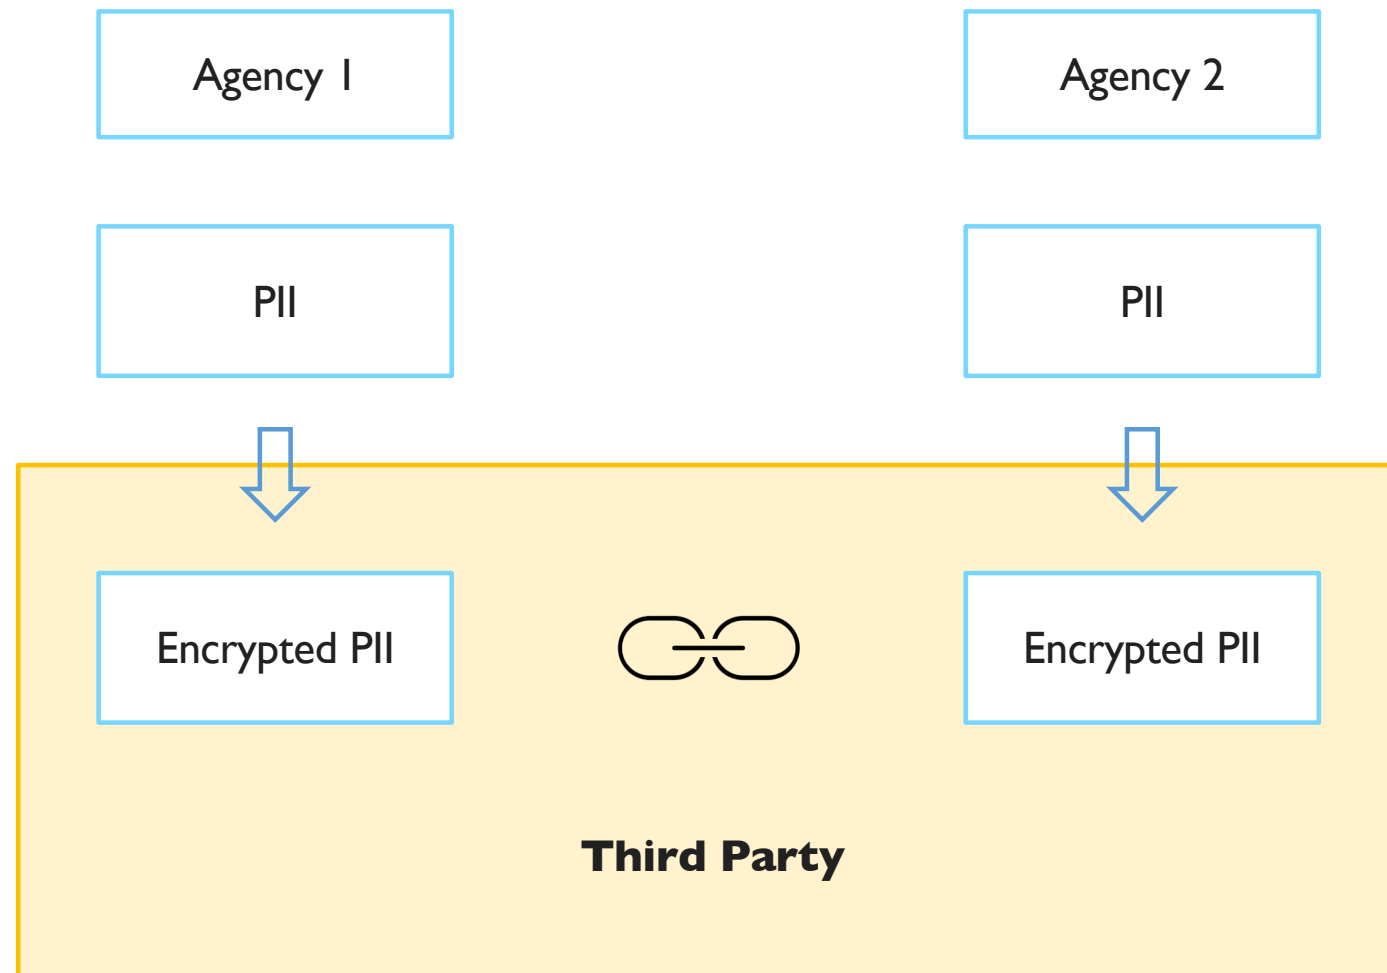 Agency 1
Agency 2
PII
PII
Encrypted PII
Encrypted PII
Third Party